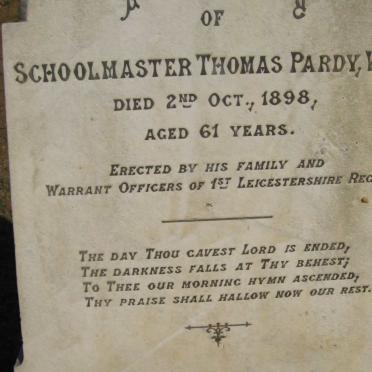 OF
SCHOOLMASTER THOMAS PARDY,
DIED 2ND OCT., 1898,
AGED 61 YEARS.
ERECTED BY HIS FAMILY AND
WARRANT OFFICERS OF 1ST LEICESTERSHIRE REG
THE DAY THOU GAVEST LORD IS ENDED,
THE DARKNESS FALLS AT THY BEHEST;
TO THEE OUR MORNING HYMN ASCENDED,
THY PRAISE SHALL HALLOW NOW OUR REST.